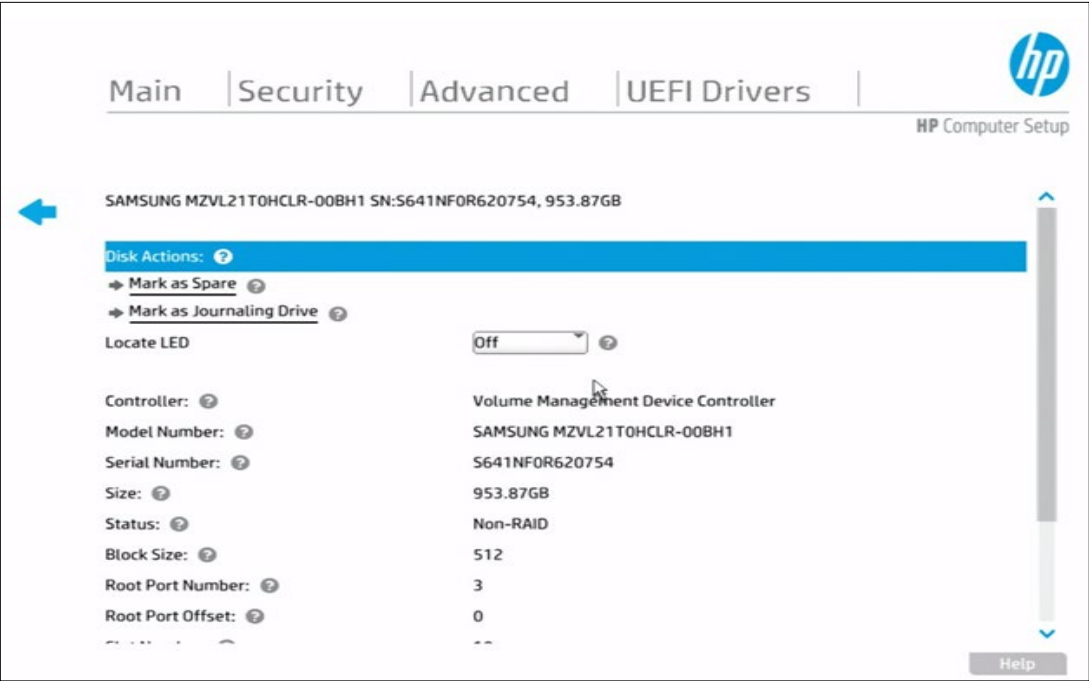 hp
Main Security Advanced UEFI Drivers
HP Computer Setup
SAMSUNG MZVL21T0HCLR-00BH1 SN:S641NF0R620754, 953.87GB
Disk Actions: ?
Mark as Spare ?
Mark as Journaling Drive ?
Locate LED Off ?
Controller: ? Volume Management Device Controller
Model Number: ? SAMSUNG MZVL21T0HCLR-00BH1
Serial Number: ? S641NF0R620754
Size: ? 953.87GB
Status: ? Non-RAID
Block Size: ? 512
Root Port Number: ? 3
Root Port Offset: ? 0
Help